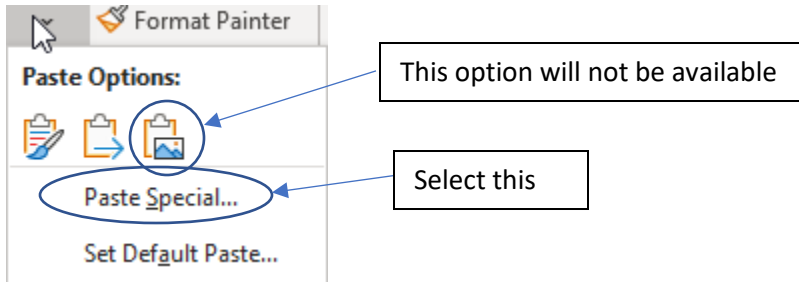 Format Painter
Paste Options:
This option will not be available
Paste Special...
Select this
Set Default Paste...